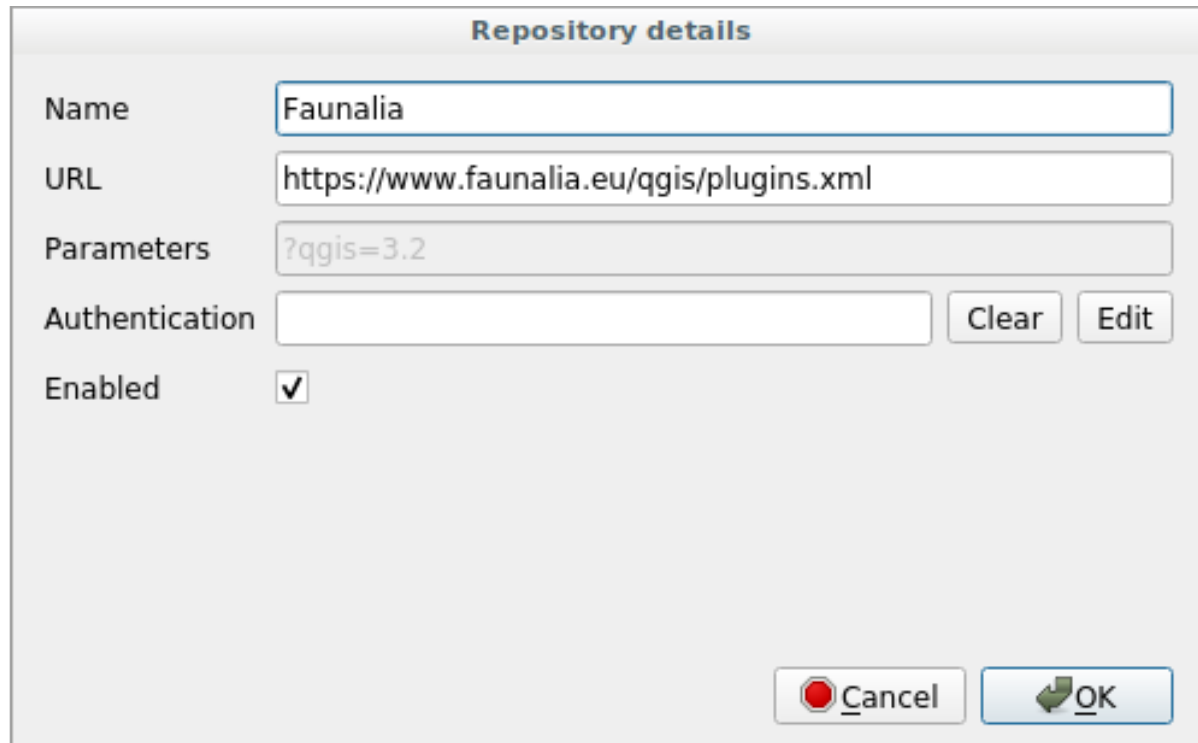 Repository details
Name Faunalia
URL https://www.faunalia.eu/qgis/plugins.xml
Parameters ?qgis=3.2
Authentication Clear Edit
Enabled
Cancel OK